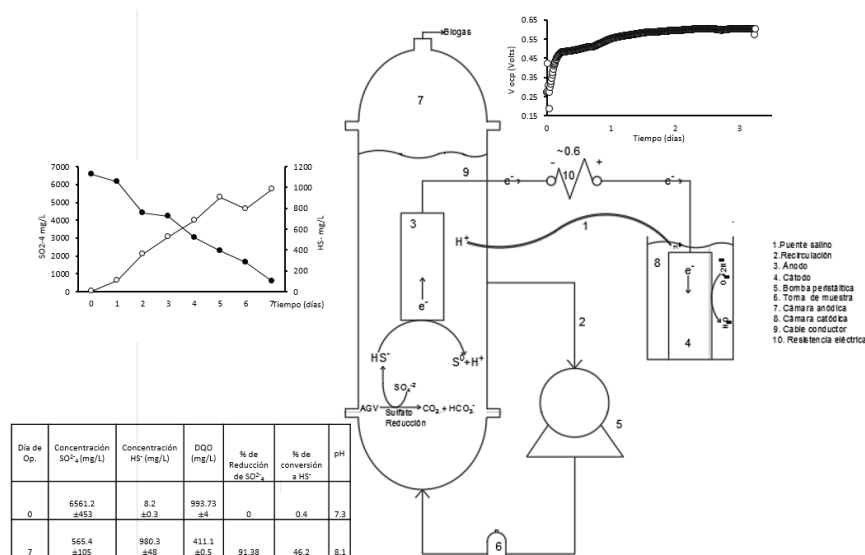 Biogas
7
V ocp (Volts)
0.65
0.55
0.45
0.35
0.25
0.15
0 1 2 3
Tiempo (días)
7000
6000
5000
4000
3000
2000
1000
0
SO2-4 mg/L
1200
1000
800
600
400
200
0
HS- mg/L
0 1 2 3 4 5 6 7
Tiempo (días)
~0.6
- 10 +
9
e-
e-
3
H+
1
H+
8
e-
4
O2
H2O
e-
2
HS-
S0+H+
SO4-2
AGV CO2 + HCO3-
Sulfato
Reducción
5
6
1.Puente salino
2.Recirculación
3. Ánodo
4. Cátodo
5. Bomba peristáltica
6. Toma de muestra
7. Cámara anódica
8. Cámara catódica
9. Cable conductor
10. Resistencia eléctrica
Día de Op. Concentración SO2-4 (mg/L) Concentración HS- (mg/L) DQO (mg/L) % de Reducción de SO2-4 % de conversión a HS- pH
0 6561.2 ±453 8.2 ±0.3 993.73 ±4 0 0.4 7.3
7 565.4 ±105 980.3 ±48 411.1 ±0.5 91.38 46.2 8.1